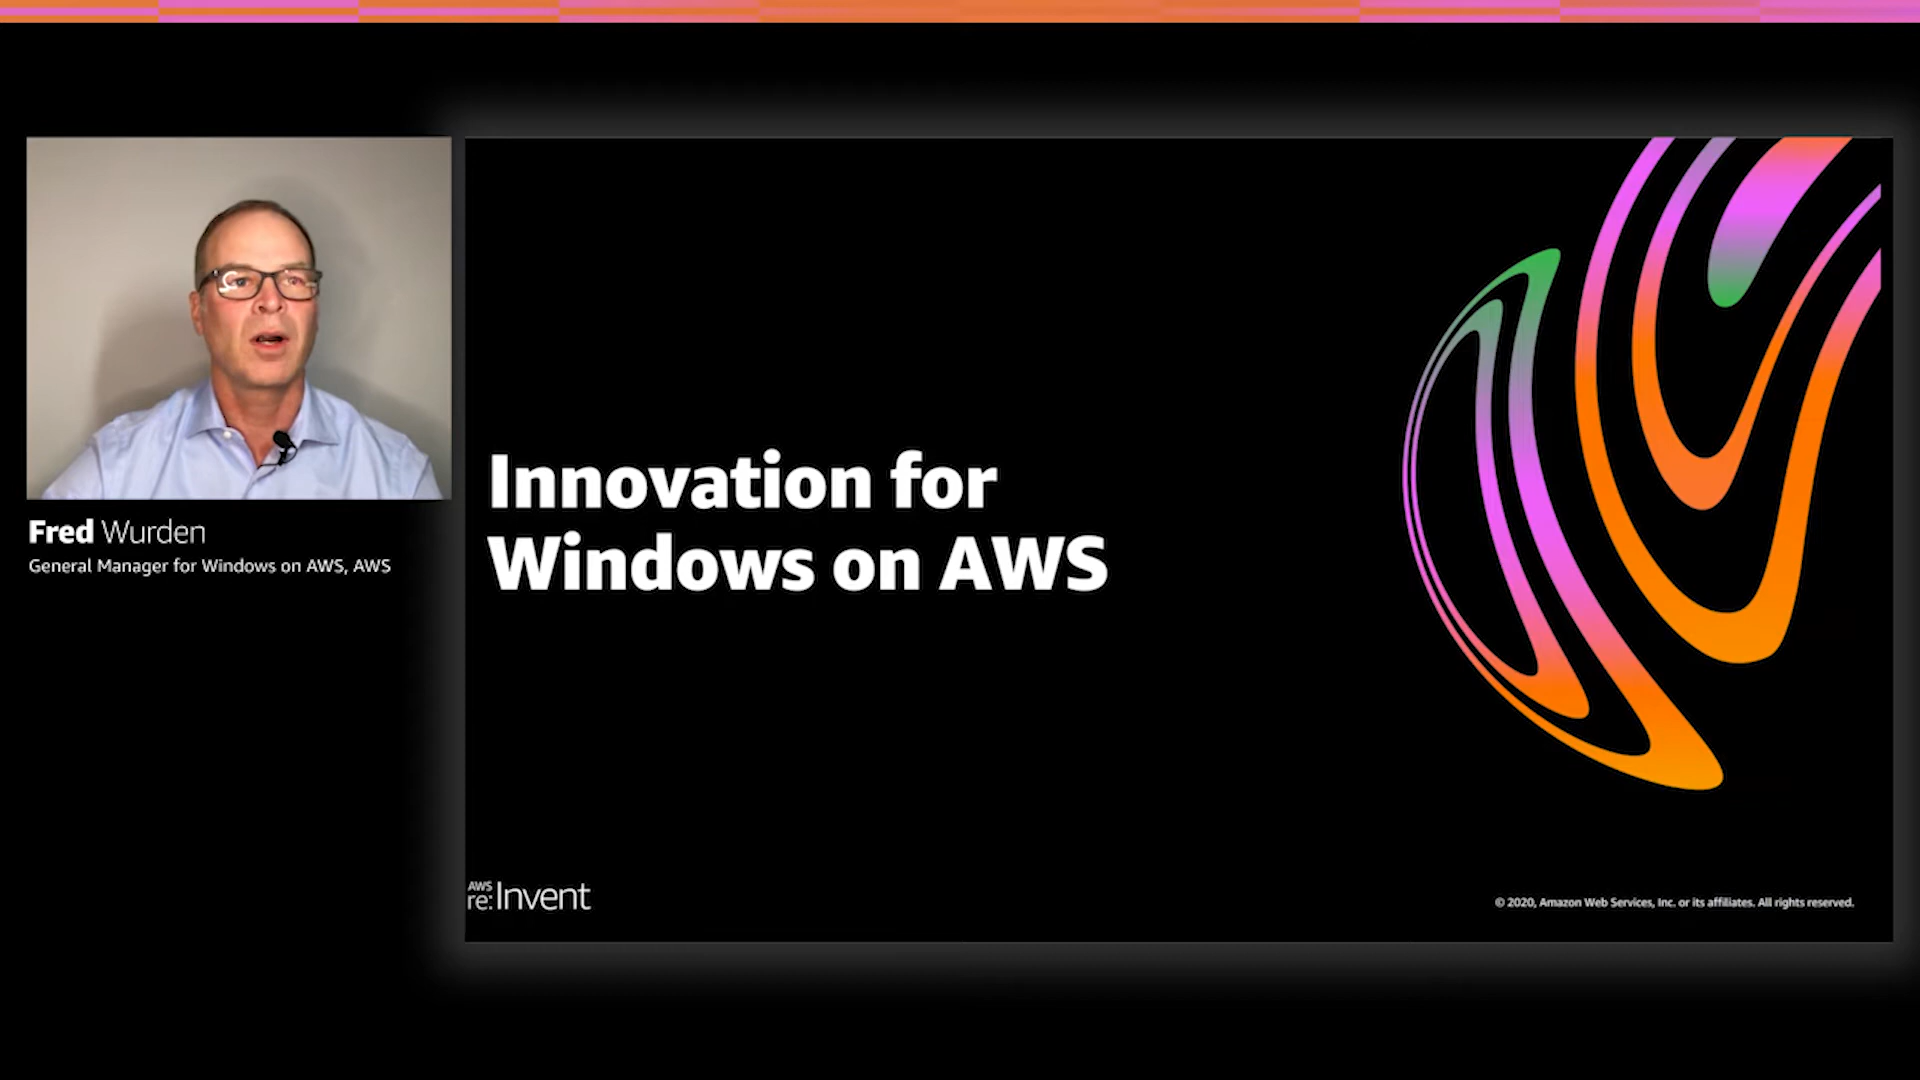 Fred Wurden
General Manager for Windows on AWS, AWS
Innovation for
Windows on AWS
AWS
re:Invent
© 2020, Amazon Web Services, Inc. or its affiliates. All rights reserved.